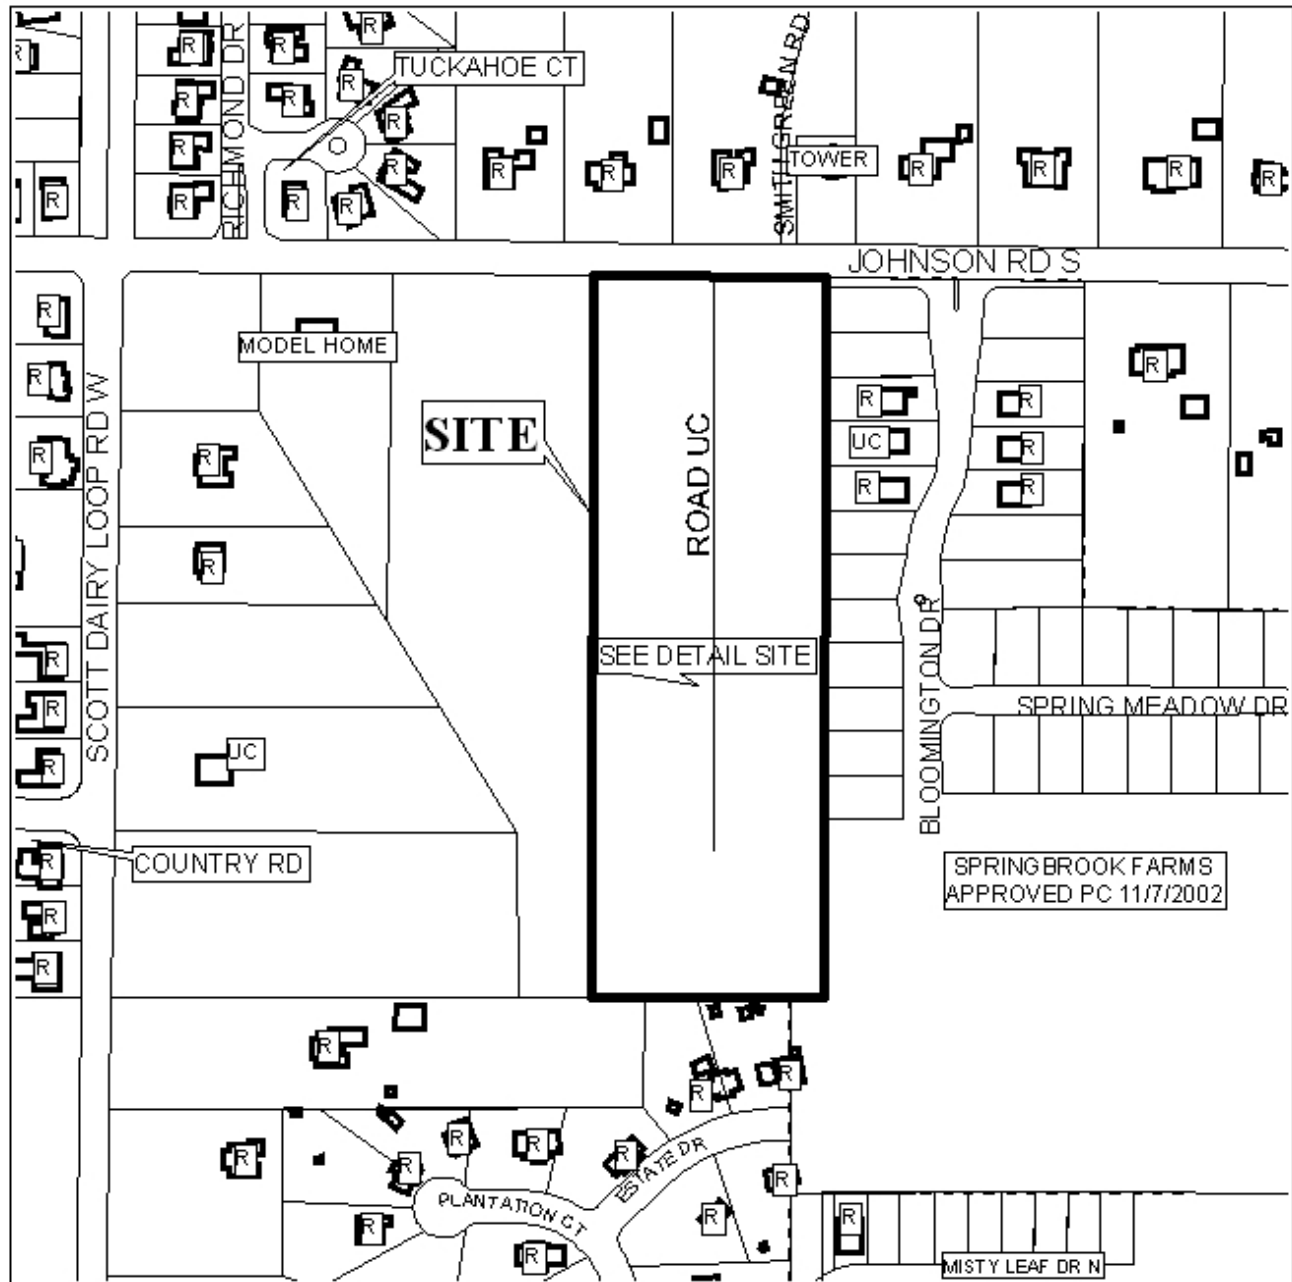 R
R
R
R
TUCKAHOE CT
R
R
R
R
R
RICHMOND DR
SMITHGREEN RD
R
R
R
R
R
TOWER
R
R
R
R
R
R
R
R
JOHNSON RD S
R
MODEL HOME
R
R
R
SITE
ROAD UC
R
R
UC
R
R
R
R
R
SCOTT DAIRY LOOP RD W
R
R
SEE DETAIL SITE
BLOOMINGTON DR
SPRING MEADOW DR
R
R
UC
R
R
COUNTRY RD
SPRINGBROOK FARMS
APPROVED PC 11/7/2002
R
R
R
R
R
R
R
R
R
R
R
ESTATE DR
R
PLANTATION CT
R
R
R
R
MISTY LEAF DR N